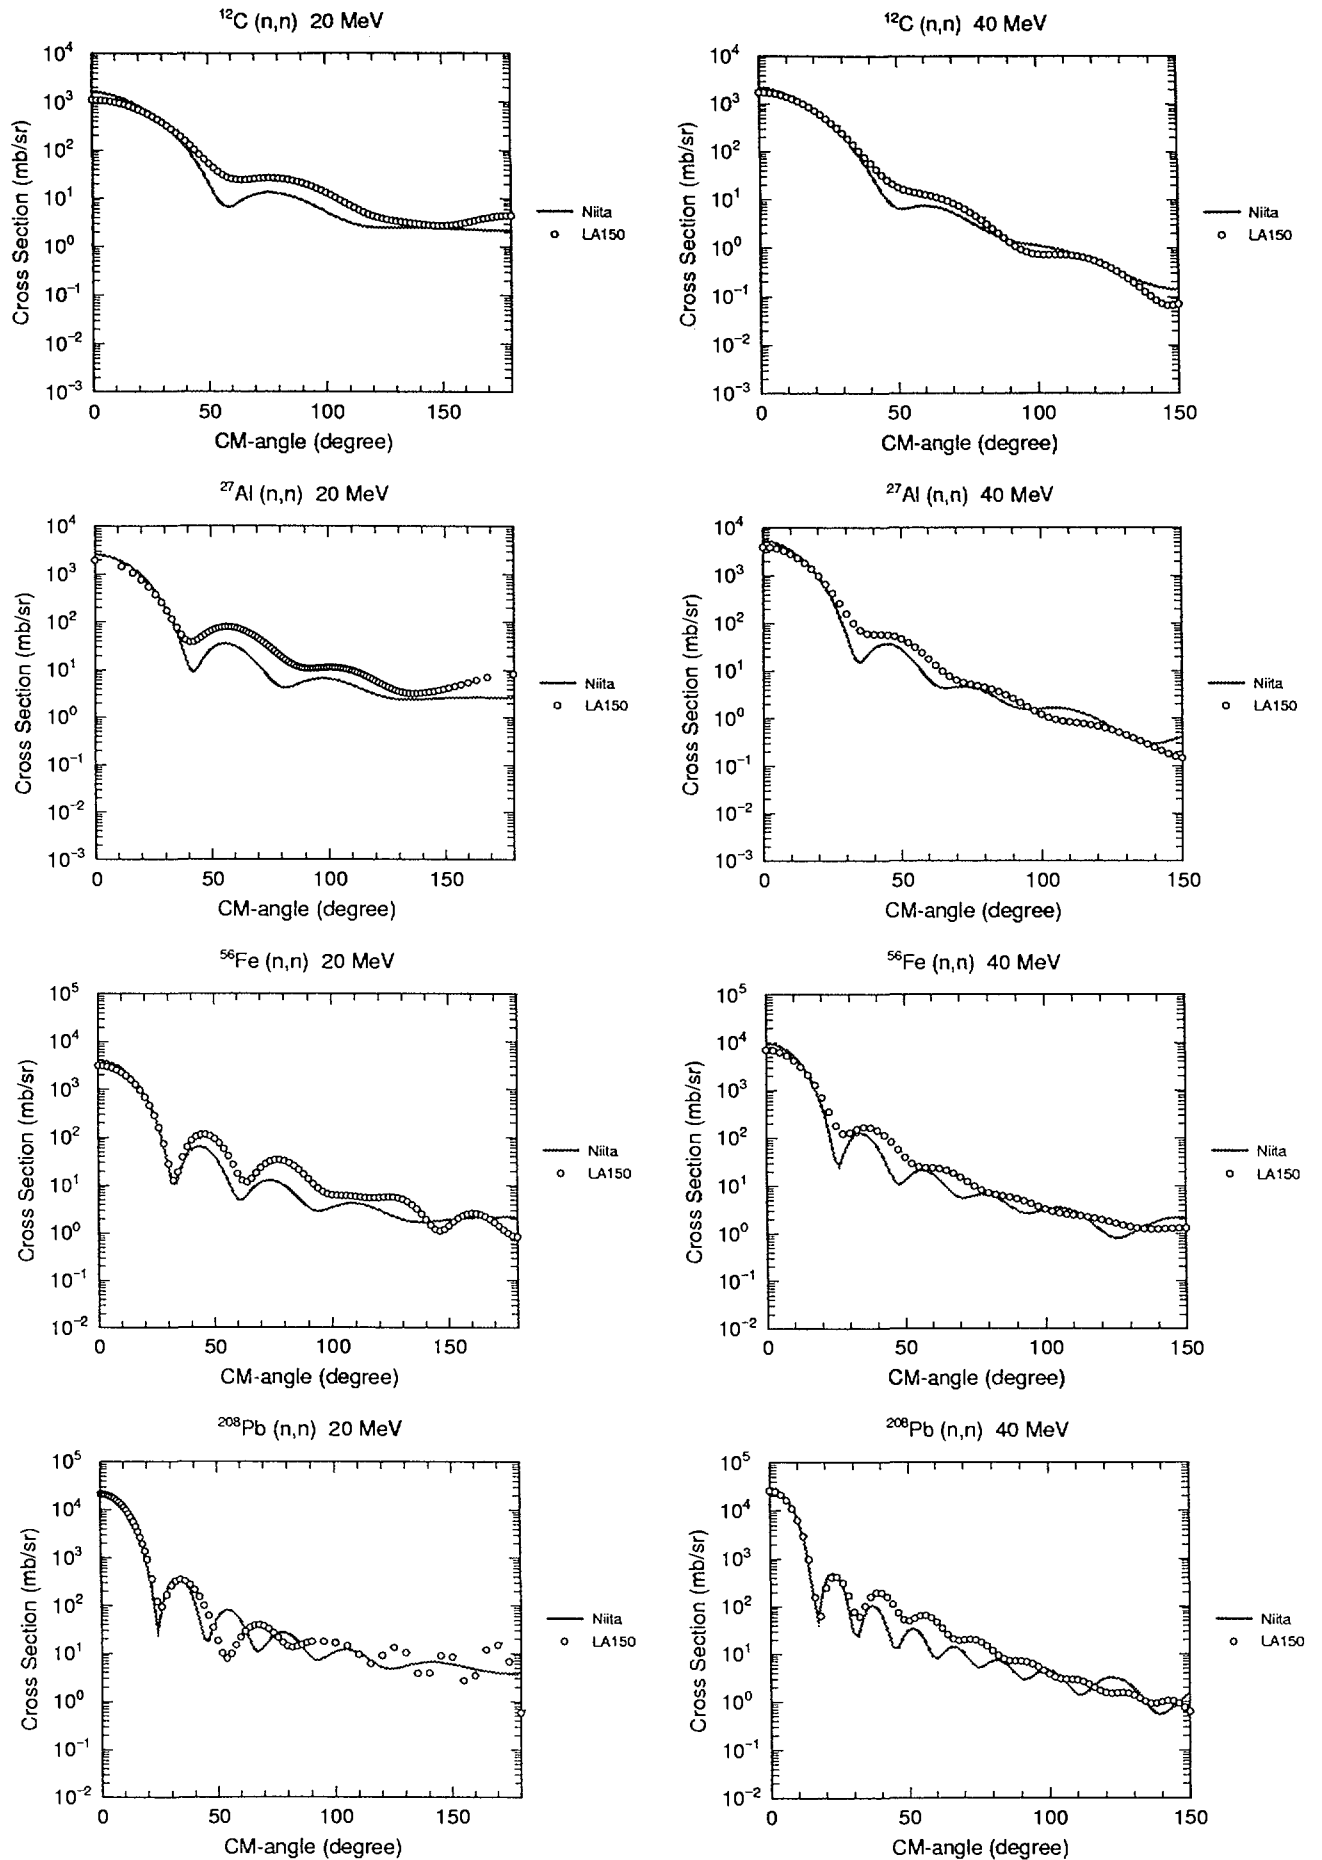 ¹²C (n,n) 20 MeV
10⁴
10³
10²
10¹
10⁰
10⁻¹
10⁻²
10⁻³
Cross Section (mb/sr)
0 50 100 150
CM-angle (degree)
Niita
LA150
¹²C (n,n) 40 MeV
10⁴
10³
10²
10¹
10⁰
10⁻¹
10⁻²
10⁻³
Cross Section (mb/sr)
0 50 100 150
CM-angle (degree)
Niita
LA150
²⁷Al (n,n) 20 MeV
10⁴
10³
10²
10¹
10⁰
10⁻¹
10⁻²
10⁻³
Cross Section (mb/sr)
0 50 100 150
CM-angle (degree)
Niita
LA150
²⁷Al (n,n) 40 MeV
10⁴
10³
10²
10¹
10⁰
10⁻¹
10⁻²
10⁻³
Cross Section (mb/sr)
0 50 100 150
CM-angle (degree)
Niita
LA150
⁵⁶Fe (n,n) 20 MeV
10⁵
10⁴
10³
10²
10¹
10⁰
10⁻¹
10⁻²
Cross Section (mb/sr)
0 50 100 150
CM-angle (degree)
Niita
LA150
⁵⁶Fe (n,n) 40 MeV
10⁵
10⁴
10³
10²
10¹
10⁰
10⁻¹
10⁻²
Cross Section (mb/sr)
0 50 100 150
CM-angle (degree)
Niita
LA150
²⁰⁸Pb (n,n) 20 MeV
10⁵
10⁴
10³
10²
10¹
10⁰
10⁻¹
10⁻²
Cross Section (mb/sr)
0 50 100 150
CM-angle (degree)
Niita
LA150
²⁰⁸Pb (n,n) 40 MeV
10⁵
10⁴
10³
10²
10¹
10⁰
10⁻¹
10⁻²
Cross Section (mb/sr)
0 50 100 150
CM-angle (degree)
Niita
LA150